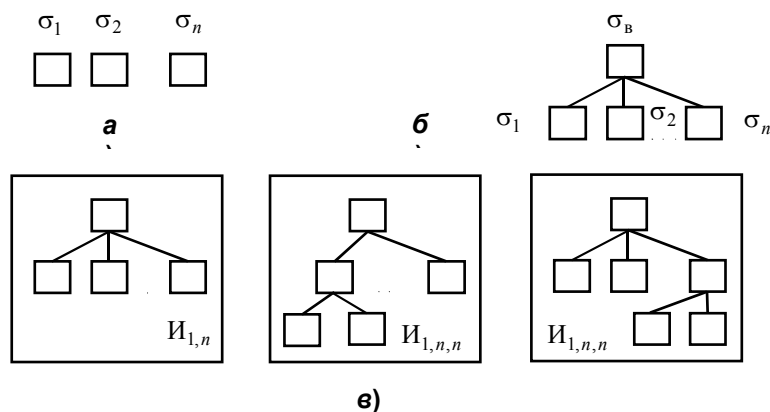 σ1 σ2 σn σв
а) б)
σ1 σ2 ... σn
И1,n И1,n,n И1,n,n
в)